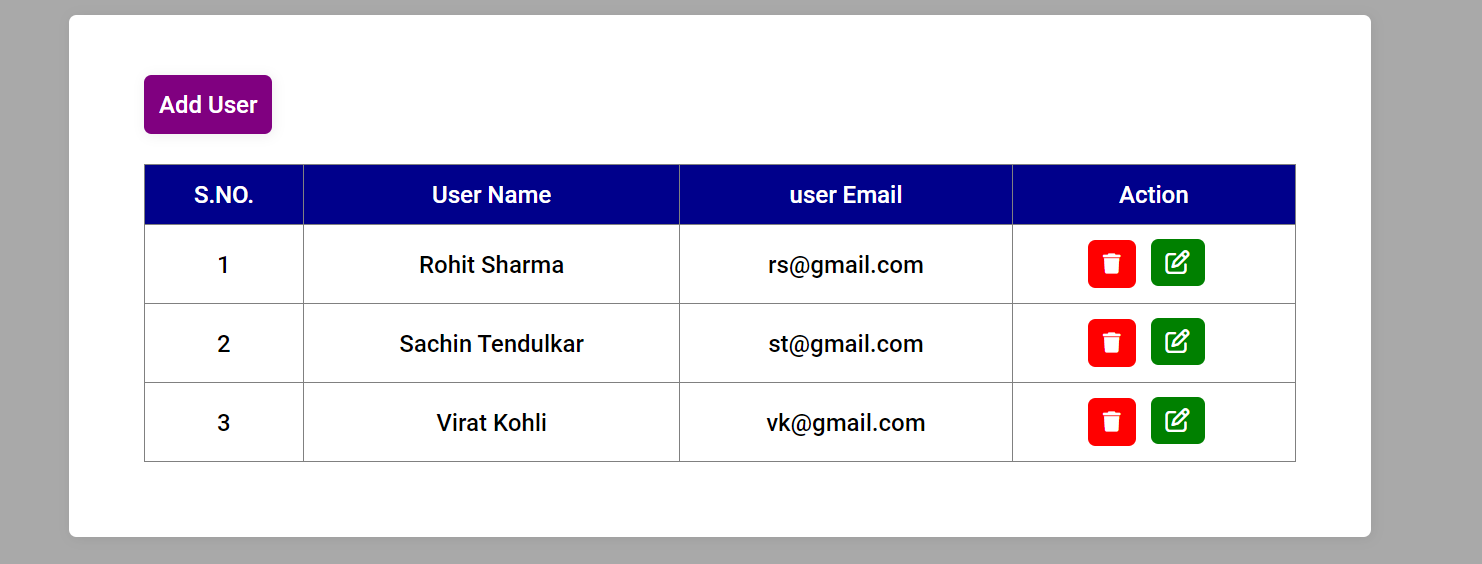 Add User
S.NO. User Name user Email Action
1 Rohit Sharma rs@gmail.com
2 Sachin Tendulkar st@gmail.com
3 Virat Kohli vk@gmail.com